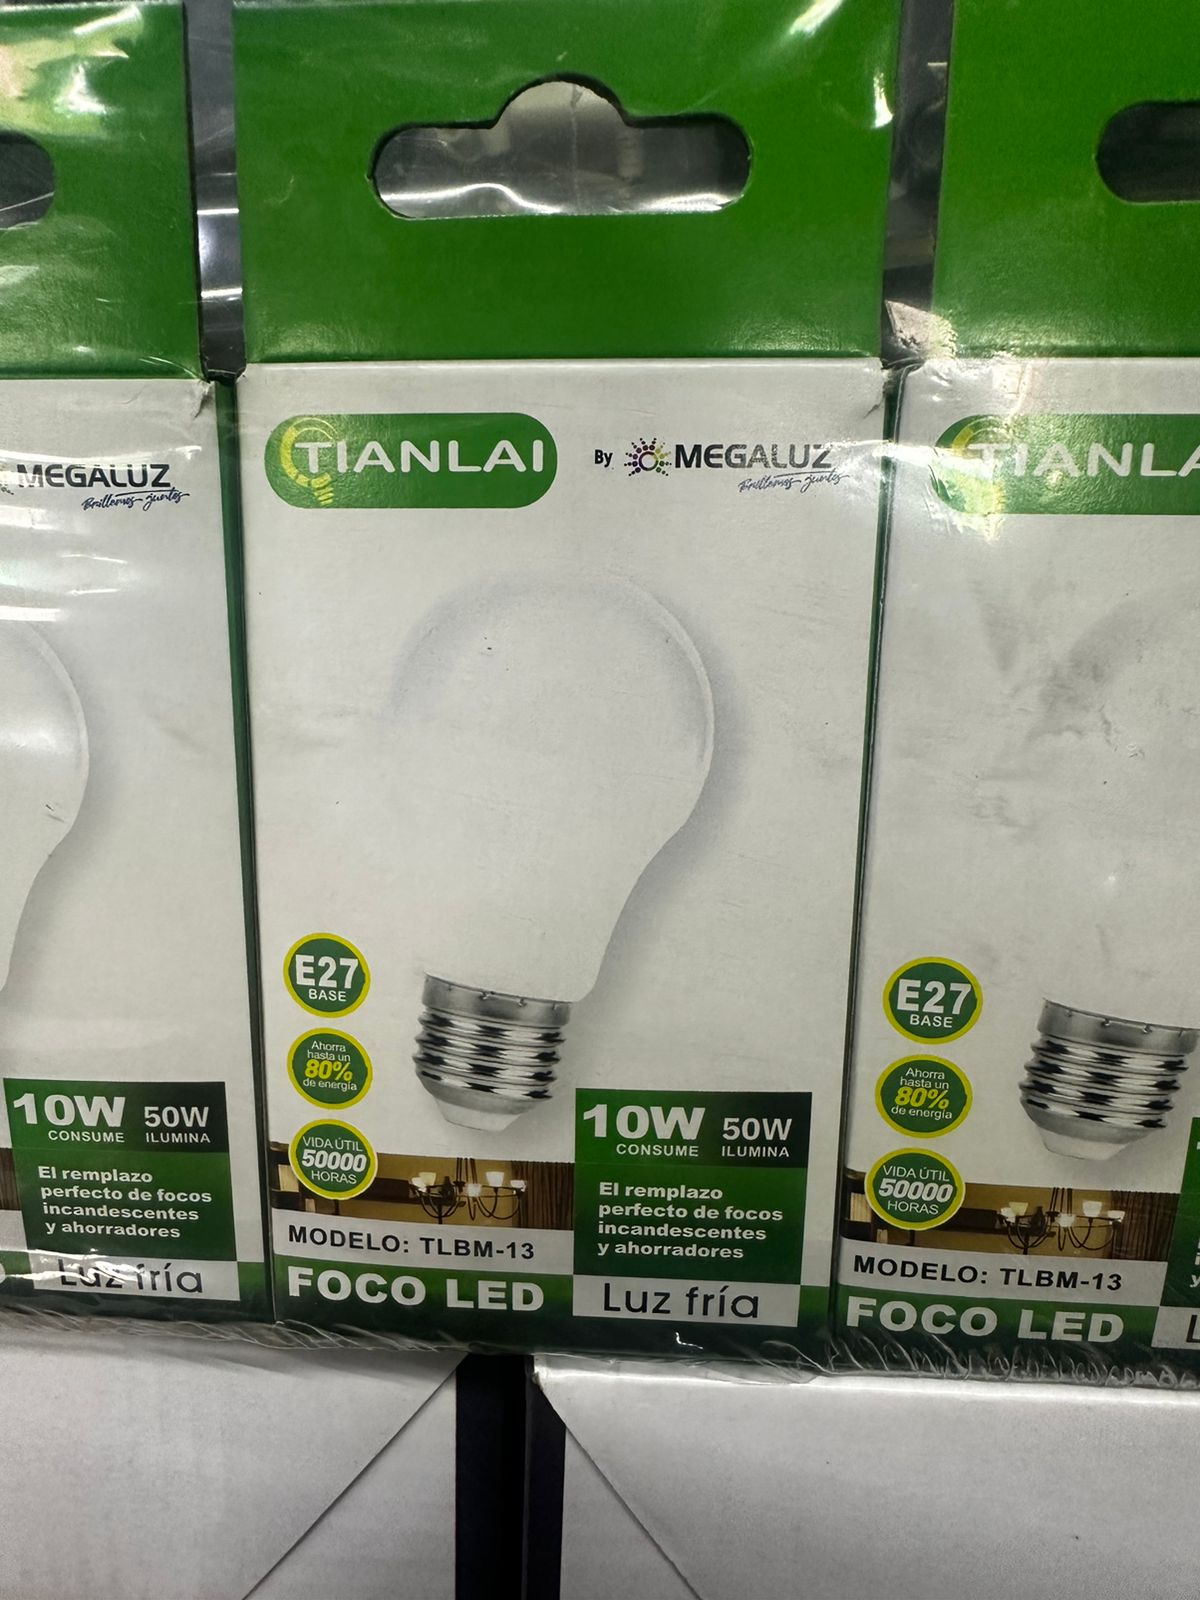 MEGALUZ
Brillemos juntos
10W 50W
CONSUME ILUMINA
El remplazo
perfecto de focos
incandescentes
y ahorradores
Luz fría
TIANLAI By MEGALUZ
Brillemos juntos
E27
BASE
Ahorra
hasta un
80%
de energía
VIDA ÚTIL
50000
HORAS
10W 50W
CONSUME ILUMINA
El remplazo
perfecto de focos
incandescentes
y ahorradores
MODELO: TLBM-13
FOCO LED
Luz fría
TIANLA
E27
BASE
Ahorra
hasta un
80%
de energía
VIDA ÚTIL
50000
HORAS
MODELO: TLBM-13
FOCO LED